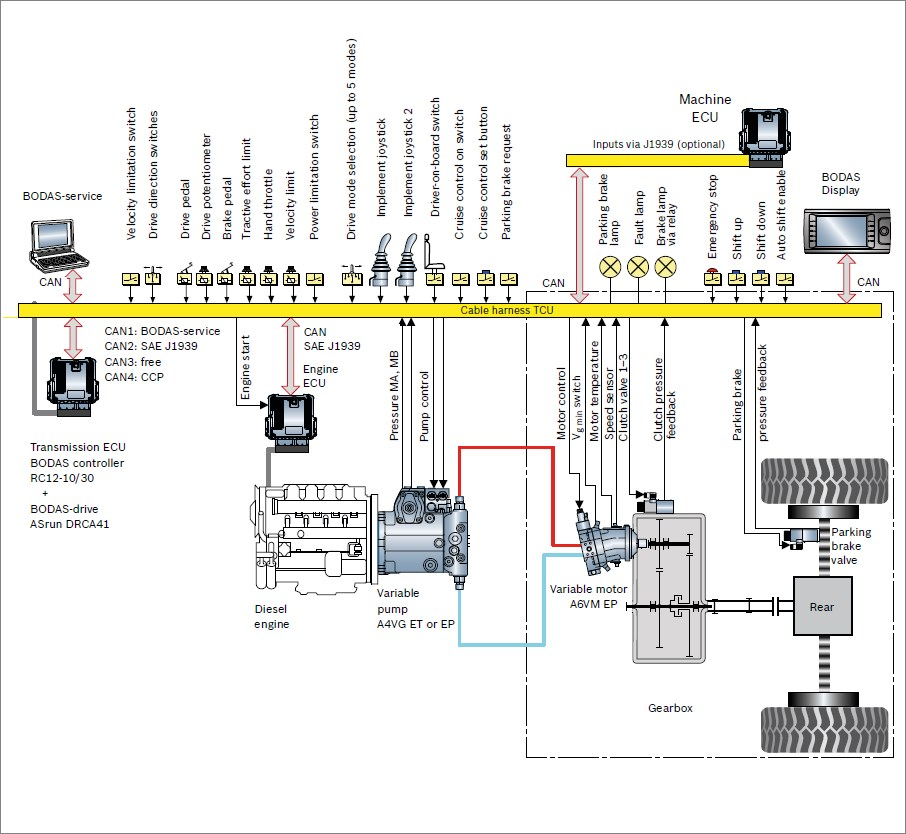 Machine
ECU
Inputs via J1939 (optional)
BODAS
Display
BODAS-service
Velocity limitation switch
Drive direction switches
Drive pedal
Drive potentiometer
Brake pedal
Tractive effort limit
Hand throttle
Velocity limit
Power limitation switch
Drive mode selection (up to 5 modes)
Implement joystick
Implement joystick 2
Driver-on-board switch
Cruise control on switch
Cruise control set button
Parking brake request
Parking brake
lamp
Fault lamp
Brake lamp
via relay
Emergency stop
Shift up
Shift down
Auto shift enable
CAN
CAN
CAN
Cable harness TCU
CAN1: BODAS-service
CAN2: SAE J1939
CAN3: free
CAN4: CCP
Engine start
CAN
SAE J1939
Engine
ECU
Pressure MA, MB
Pump control
Motor control
Vg min switch
Motor temperature
Speed sensor
Clutch valve 1–3
Clutch pressure
feedback
Parking brake
pressure feedback
Transmission ECU
BODAS controller
RC12-10/30
+
BODAS-drive
ASrun DRCA41
Parking
brake
valve
Diesel
engine
Variable
pump
A4VG ET or EP
Variable motor
A6VM EP
Rear
Gearbox